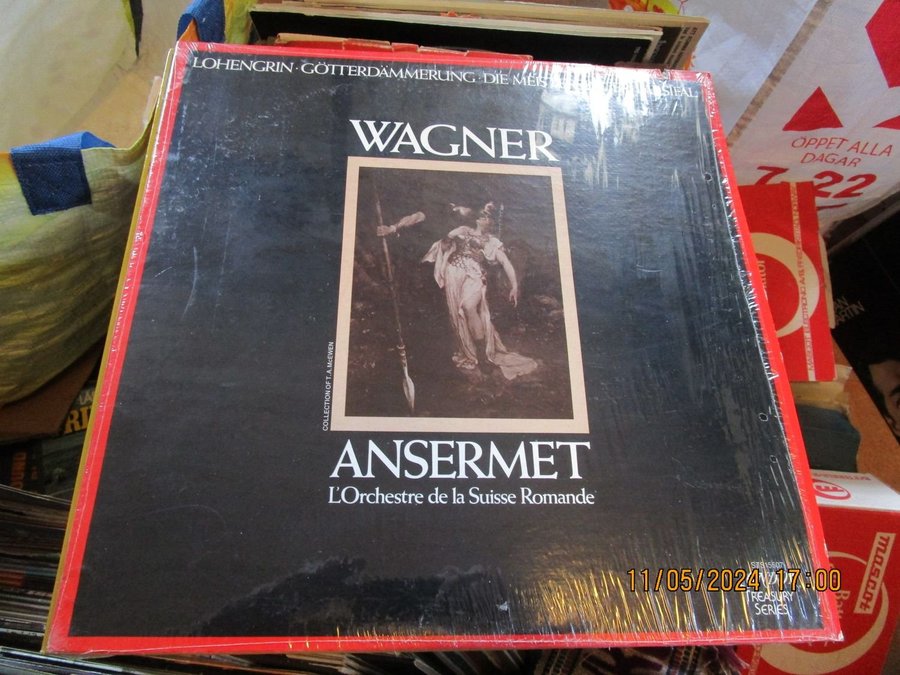 LOHENGRIN · GÖTTERDÄMMERUNG · DIE
WAGNER
COLLECTION OF T. A. McEWEN
ANSERMET
L'Orchestre de la Suisse Romande
TREASURY
SERIES
11/05/2024 17:00
OPPET ALLA
DAGAR
7-22
mascot